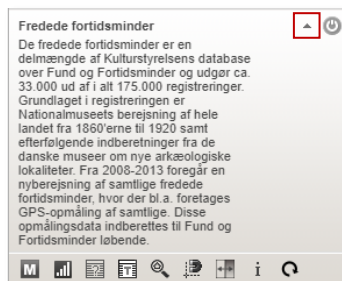 Fredede fortidsminder
De fredede fortidsminder er en
delmængde af Kulturstyrelsens database
over Fund og Fortidsminder og udgør ca.
33.000 ud af i alt 175.000 registreringer.
Grundlaget i registreringen er
Nationalmuseets berejsning af hele
landet fra 1860'erne til 1920 samt
efterfølgende indberetninger fra de
danske museer om nye arkæologiske
lokaliteter. Fra 2008-2013 foregår en
nyberejsning af samtlige fredede
fortidsminder, hvor der bl.a. foretages
GPS-opmåling af samtlige. Disse
opmålingsdata indberettes til Fund og
Fortidsminder løbende.
M ? T i